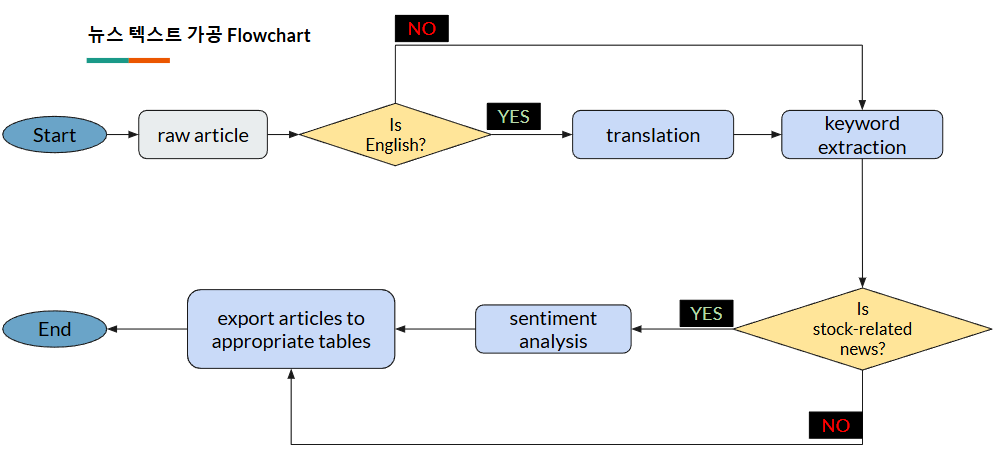 뉴스 텍스트 가공 Flowchart
NO
Start
raw article
Is
English?
YES
translation
keyword
extraction
Is
stock-related
news?
YES
sentiment
analysis
export articles to
appropriate tables
End
NO